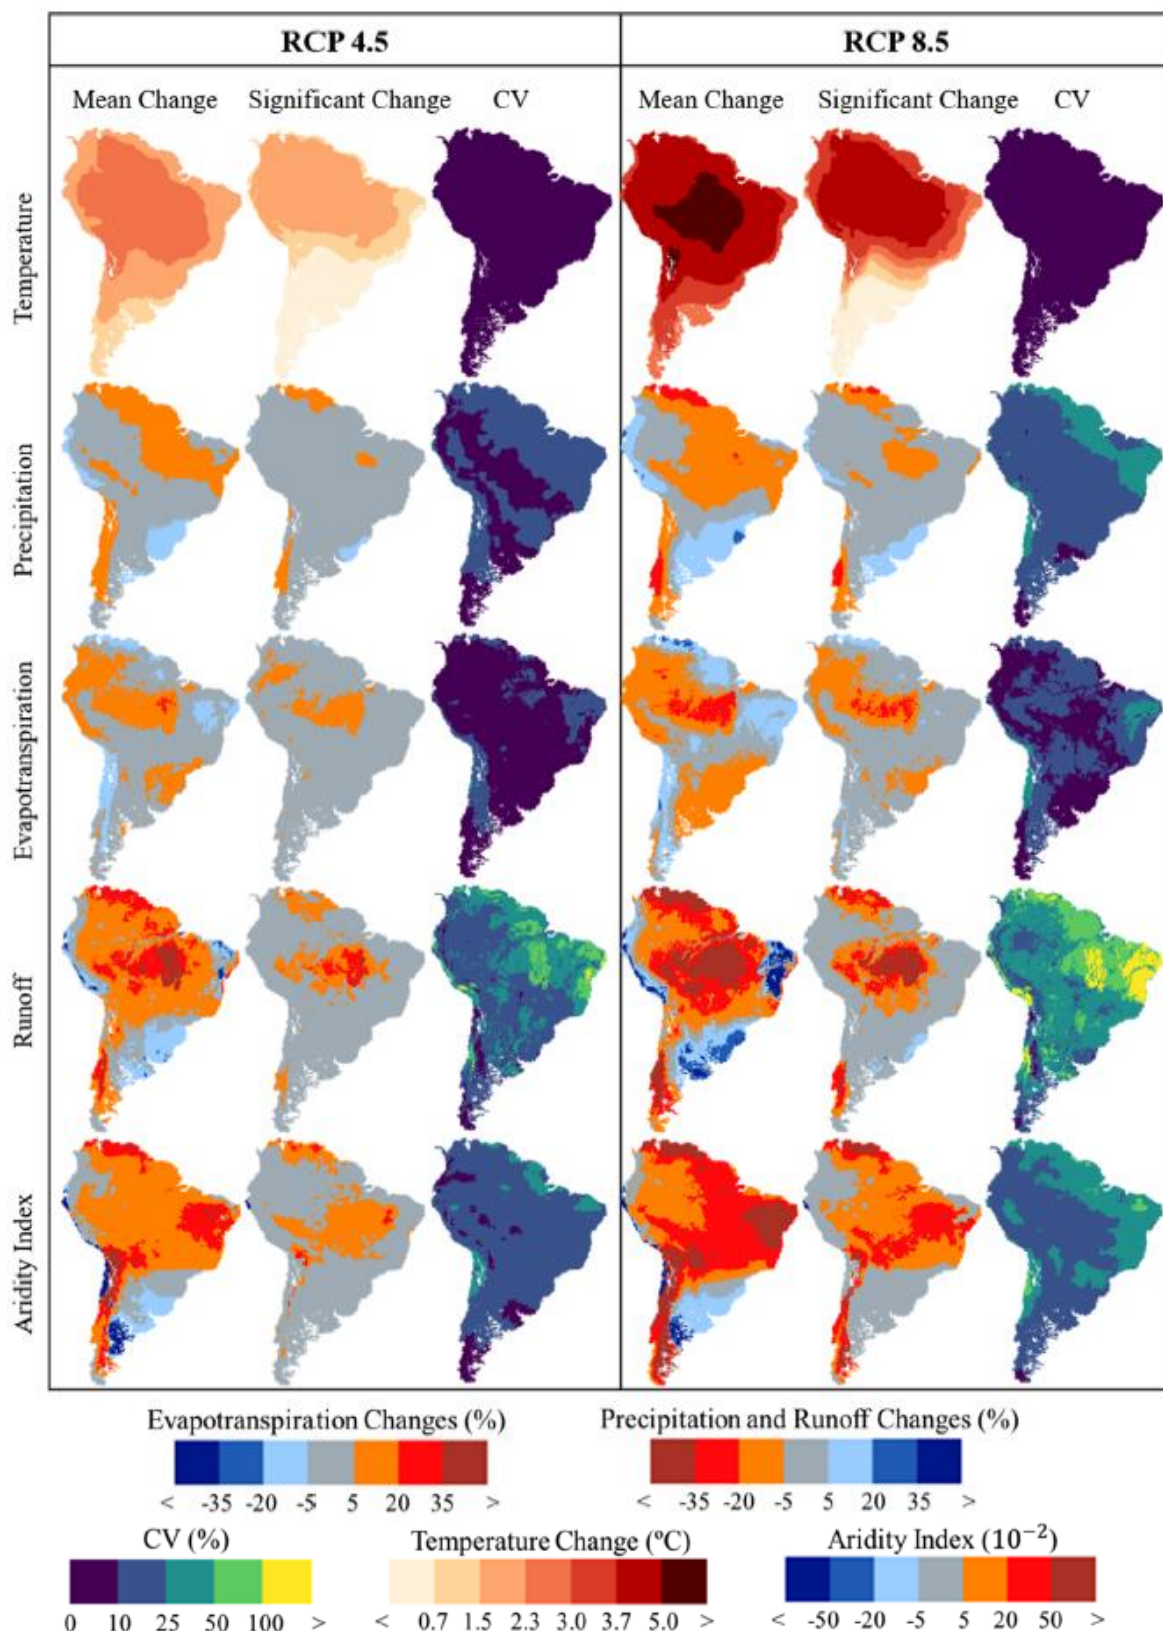 RCP 4.5
RCP 8.5
Mean Change
Significant Change
CV
Mean Change
Significant Change
CV
Temperature
Precipitation
Evapotranspiration
Runoff
Aridity Index
Evapotranspiration Changes (%)
< -35 -20 -5 5 20 35 >
Precipitation and Runoff Changes (%)
< -35 -20 -5 5 20 35 >
CV (%)
0 10 25 50 100 >
Temperature Change (ºC)
< 0.7 1.5 2.3 3.0 3.7 5.0 >
Aridity Index (10⁻²)
< -50 -20 -5 5 20 50 >